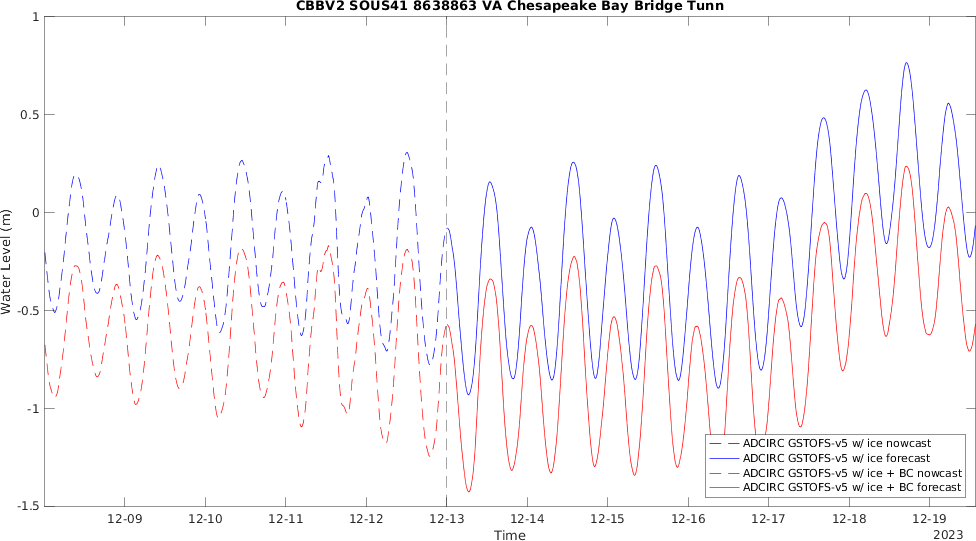 CBBV2 SOUS41 8638863 VA Chesapeake Bay Bridge Tunn
Water Level (m)
1
0.5
0
-0.5
-1
-1.5
12-09
12-10
12-11
12-12
12-13
12-14
12-15
12-16
12-17
12-18
12-19
2023
Time
ADCIRC GSTOFS-v5 w/ ice nowcast
ADCIRC GSTOFS-v5 w/ ice forecast
ADCIRC GSTOFS-v5 w/ ice + BC nowcast
ADCIRC GSTOFS-v5 w/ ice + BC forecast